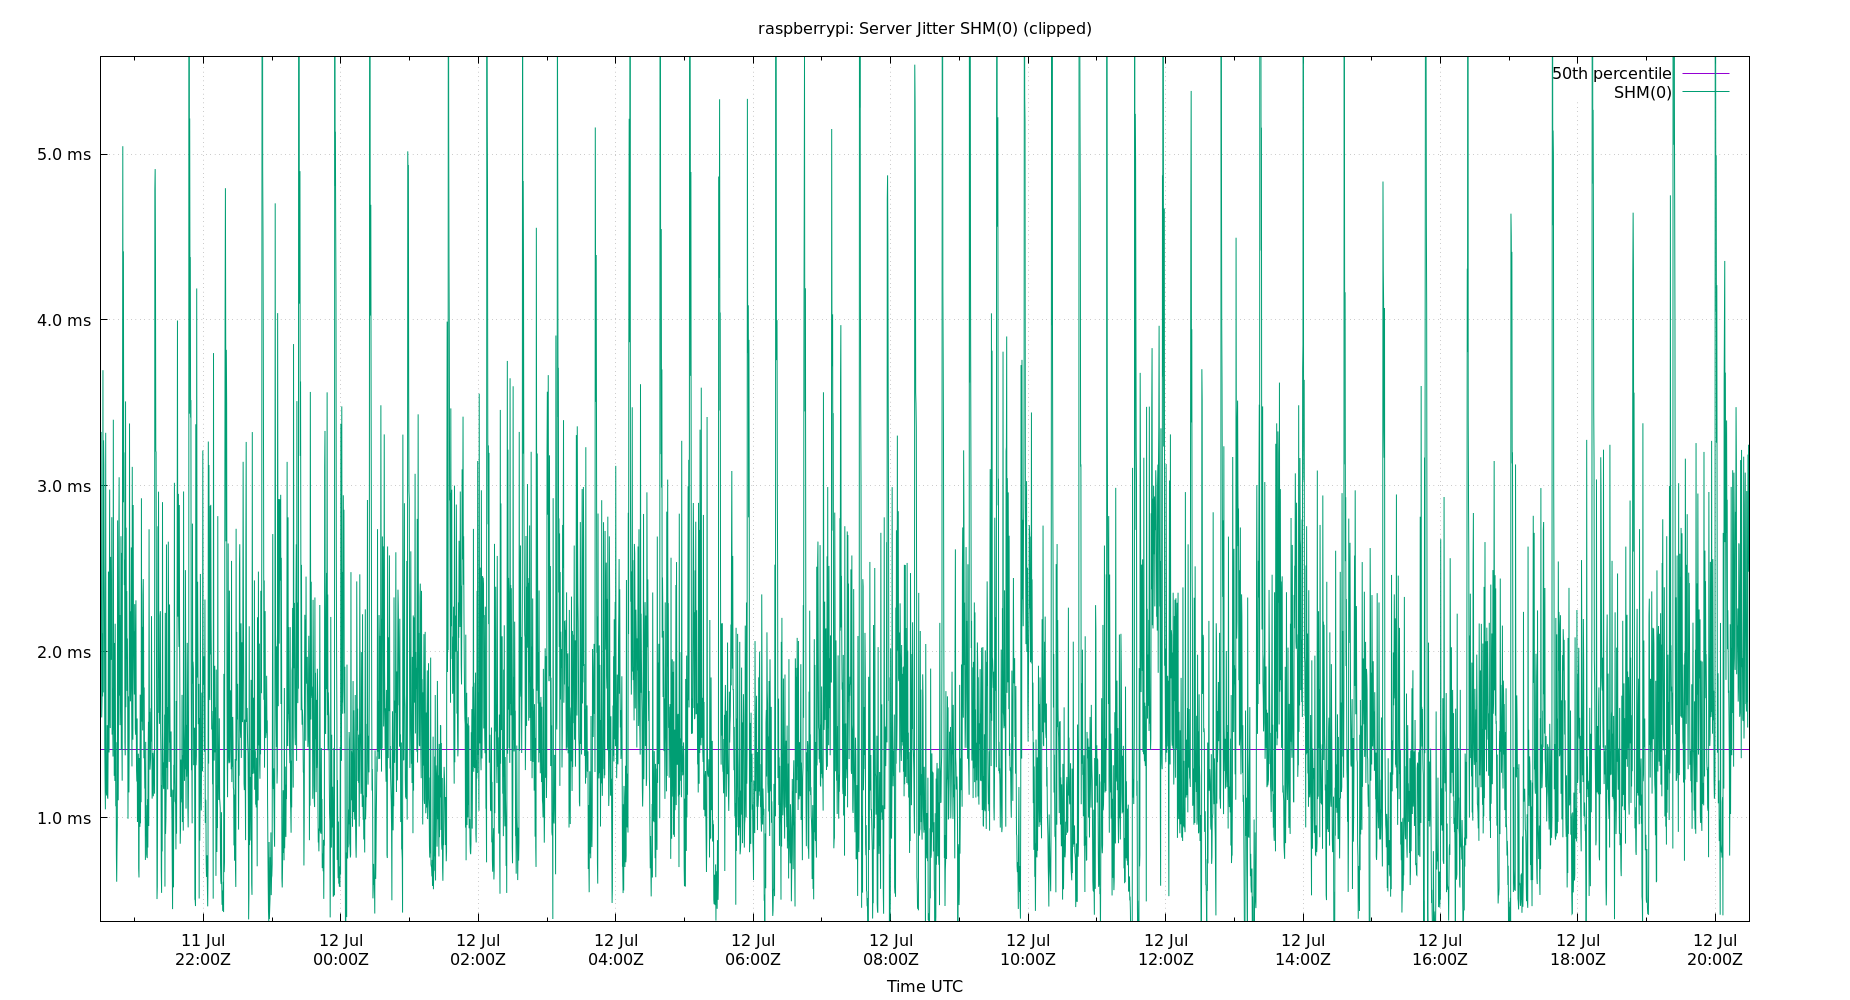 raspberrypi: Server Jitter SHM(0) (clipped)
50th percentile
SHM(0)
5.0 ms
4.0 ms
3.0 ms
2.0 ms
1.0 ms
11 Jul 12 Jul 12 Jul 12 Jul 12 Jul 12 Jul 12 Jul 12 Jul 12 Jul 12 Jul 12 Jul 12 Jul
22:00Z 00:00Z 02:00Z 04:00Z 06:00Z 08:00Z 10:00Z 12:00Z 14:00Z 16:00Z 18:00Z 20:00Z
Time UTC